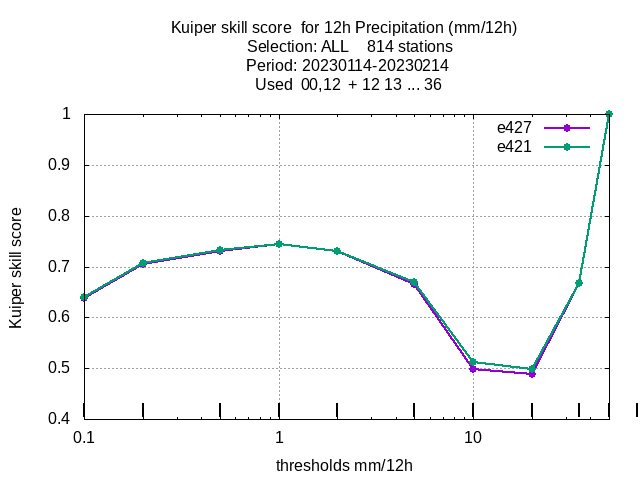 Kuiper skill score  for 12h Precipitation (mm/12h)
Selection: ALL    814 stations
Period: 20230114-20230214
Used  00,12  + 12 13 ... 36
e427
e421
1
0.9
0.8
0.7
0.6
0.5
0.4
Kuiper skill score
0.1
1
10
thresholds mm/12h